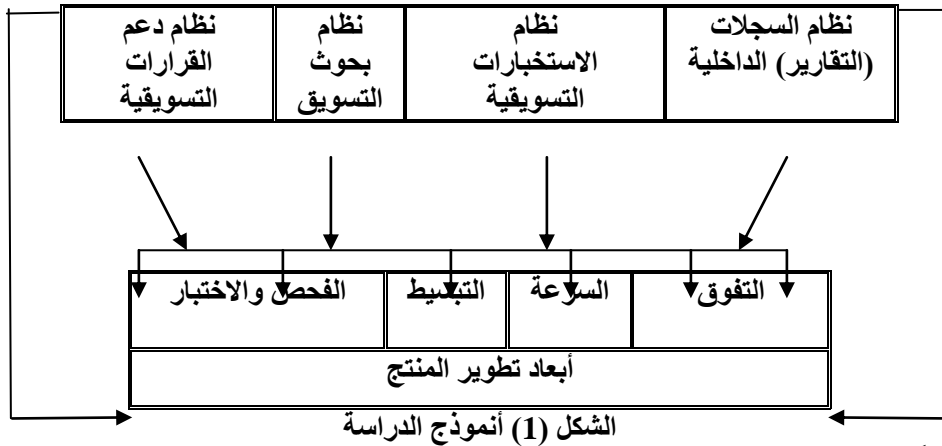 نظام السجلات
(التقارير) الداخلية
نظام
الاستخبارات
التسويقية
نظام
بحوث
التسويق
نظام دعم
القرارات
التسويقية
التفوق
السرعة
التبسيط
الفحص والاختبار
أبعاد تطوير المنتج
الشكل (1) أنموذج الدراسة